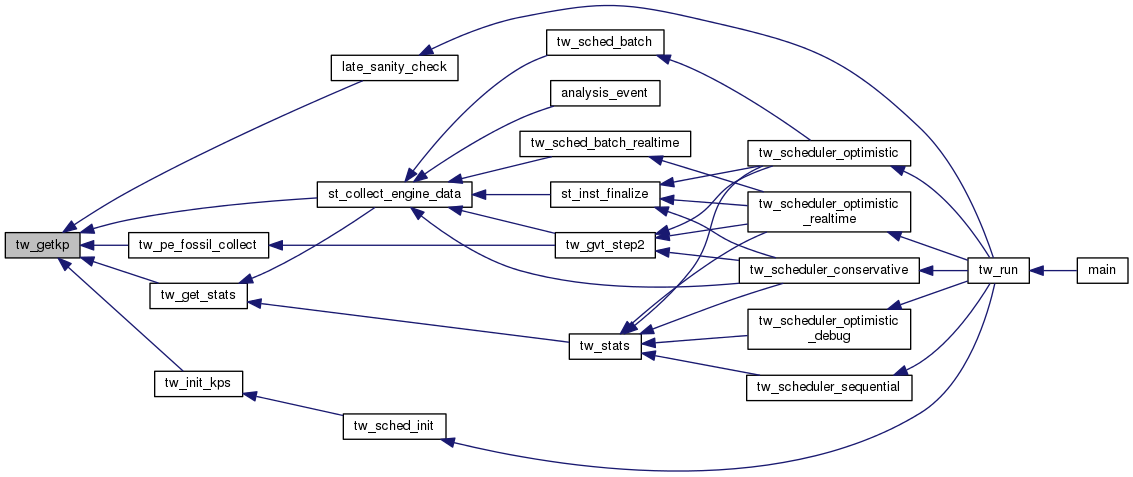 tw_sched_batch
late_sanity_check
analysis_event
tw_sched_batch_realtime
tw_scheduler_optimistic
st_collect_engine_data
st_inst_finalize
tw_scheduler_optimistic
_realtime
tw_getkp
tw_pe_fossil_collect
tw_gvt_step2
tw_scheduler_conservative
tw_run
main
tw_get_stats
tw_stats
tw_scheduler_optimistic
_debug
tw_init_kps
tw_scheduler_sequential
tw_sched_init